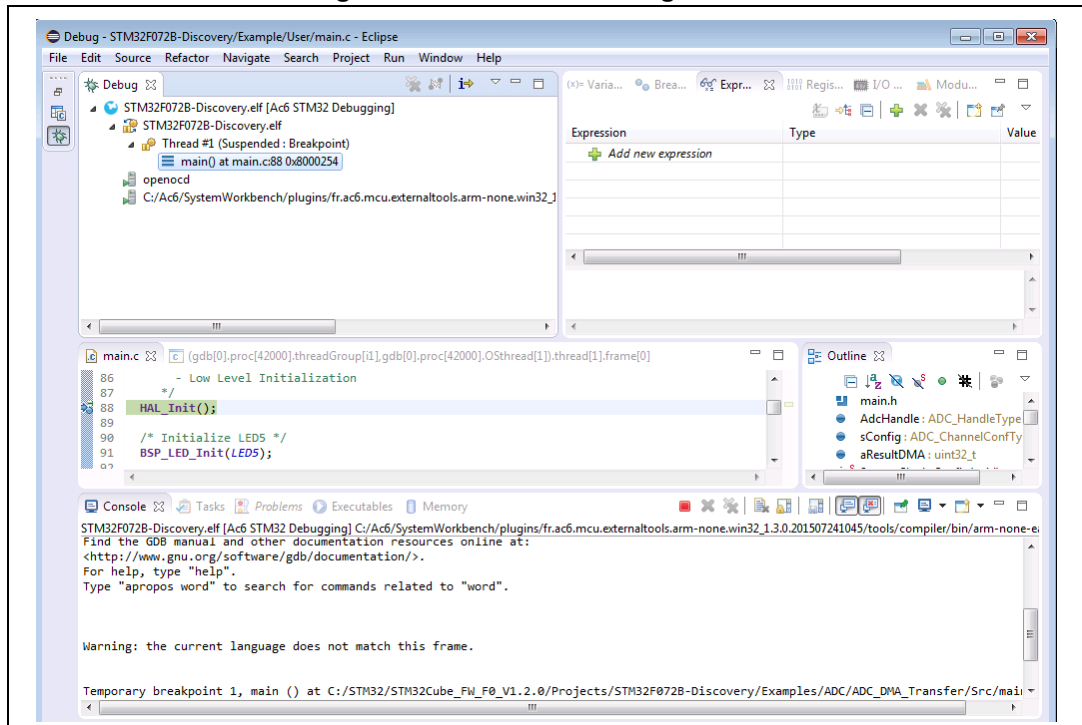 Debug - STM32F072B-Discovery/Example/User/main.c - Eclipse
File Edit Source Refactor Navigate Search Project Run Window Help
Debug
STM32F072B-Discovery.elf [Ac6 STM32 Debugging]
STM32F072B-Discovery.elf
Thread #1 (Suspended : Breakpoint)
main() at main.c:88 0x8000254
openocd
C:/Ac6/SystemWorkbench/plugins/fr.ac6.mcu.externaltools.arm-none.win32_1
(x)= Varia... Brea... Expr... Regis... I/O ... Modu...
Expression Type Value
Add new expression
main.c (gdb[0].proc[42000].threadGroup[i1],gdb[0].proc[42000].OSthread[1]).thread[1].frame[0]
86 - Low Level Initialization
87 */
88 HAL_Init();
89
90 /* Initialize LED5 */
91 BSP_LED_Init(LED5);
92
Outline
main.h
AdcHandle : ADC_HandleType
sConfig : ADC_ChannelConfTy
aResultDMA : uint32_t
Console Tasks Problems Executables Memory
STM32F072B-Discovery.elf [Ac6 STM32 Debugging] C:/Ac6/SystemWorkbench/plugins/fr.ac6.mcu.externaltools.arm-none.win32_1.3.0.201507241045/tools/compiler/bin/arm-none-ea
Find the GDB manual and other documentation resources online at:
<http://www.gnu.org/software/gdb/documentation/>.
For help, type "help".
Type "apropos word" to search for commands related to "word".
Warning: the current language does not match this frame.
Temporary breakpoint 1, main () at C:/STM32/STM32Cube_FW_F0_V1.2.0/Projects/STM32F072B-Discovery/Examples/ADC/ADC_DMA_Transfer/Src/mai